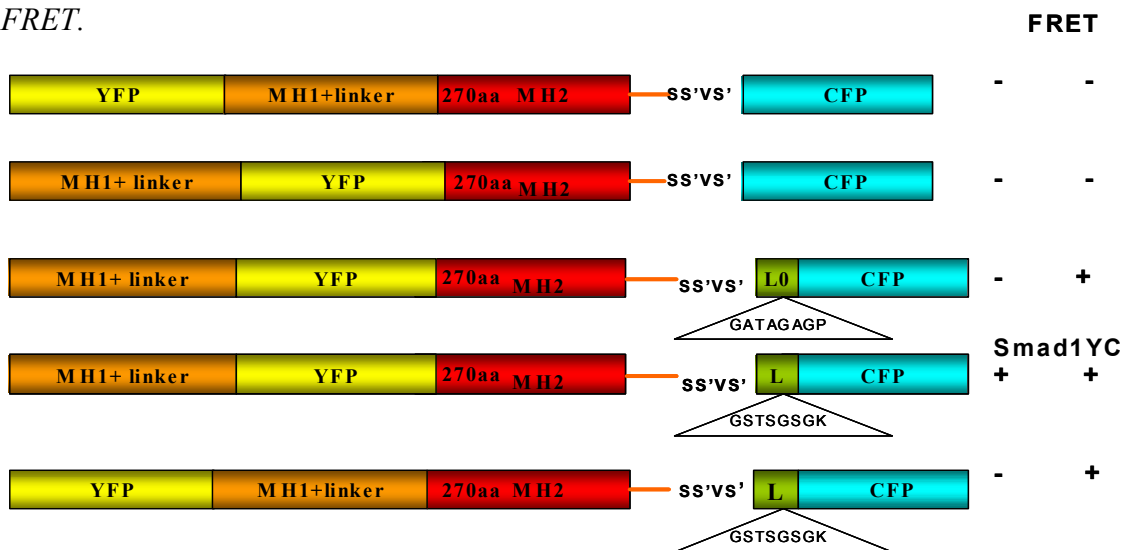 FRET.
FRET
YFP MH1+linker 270aa MH2 SS'VS' CFP - -
MH1+ linker YFP 270aa MH2 SS'VS' CFP - -
MH1+ linker YFP 270aa MH2 SS'VS' L0 CFP - +
GATAGAGP
Smad1YC
MH1+ linker YFP 270aa MH2 SS'VS' L CFP + +
GSTSGSGK
YFP MH1+linker 270aa MH2 SS'VS' L CFP - +
GSTSGSGK